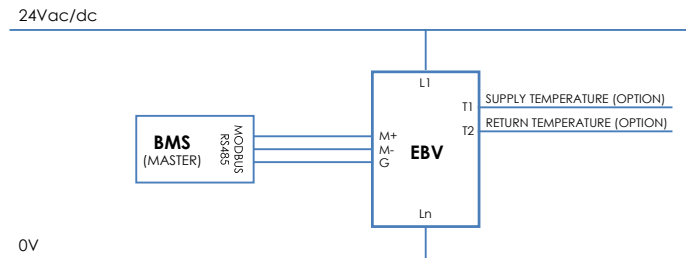 24Vac/dc
L1
T1
SUPPLY TEMPERATURE (OPTION)
T2
RETURN TEMPERATURE (OPTION)
BMS
(MASTER)
MODBUS
RS485
M+
M-
G
EBV
Ln
0V